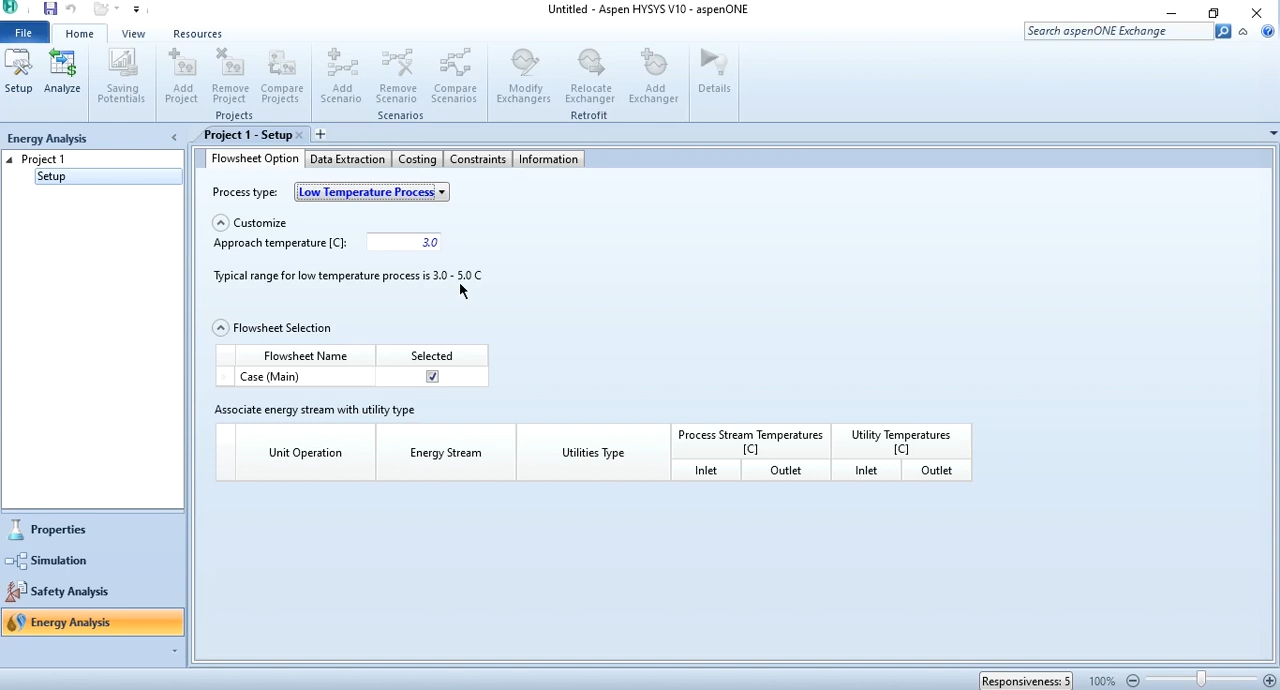 Untitled - Aspen HYSYS V10 - aspenONE
File Home View Resources
Search aspenONE Exchange
Setup
Analyze
Saving Potentials
Add Project
Remove Project
Compare Projects
Projects
Add Scenario
Remove Scenario
Compare Scenarios
Scenarios
Modify Exchangers
Relocate Exchanger
Add Exchanger
Retrofit
Details
Energy Analysis
Project 1
Setup
Properties
Simulation
Safety Analysis
Energy Analysis
Project 1 - Setup
Flowsheet Option Data Extraction Costing Constraints Information
Process type: Low Temperature Process
Customize
Approach temperature [C]: 3.0
Typical range for low temperature process is 3.0 - 5.0 C
Flowsheet Selection
Flowsheet Name Selected
Case (Main)
Associate energy stream with utility type
Unit Operation
Energy Stream
Utilities Type
Process Stream Temperatures [C]
Inlet Outlet
Utility Temperatures [C]
Inlet Outlet
Responsiveness: 5 100%